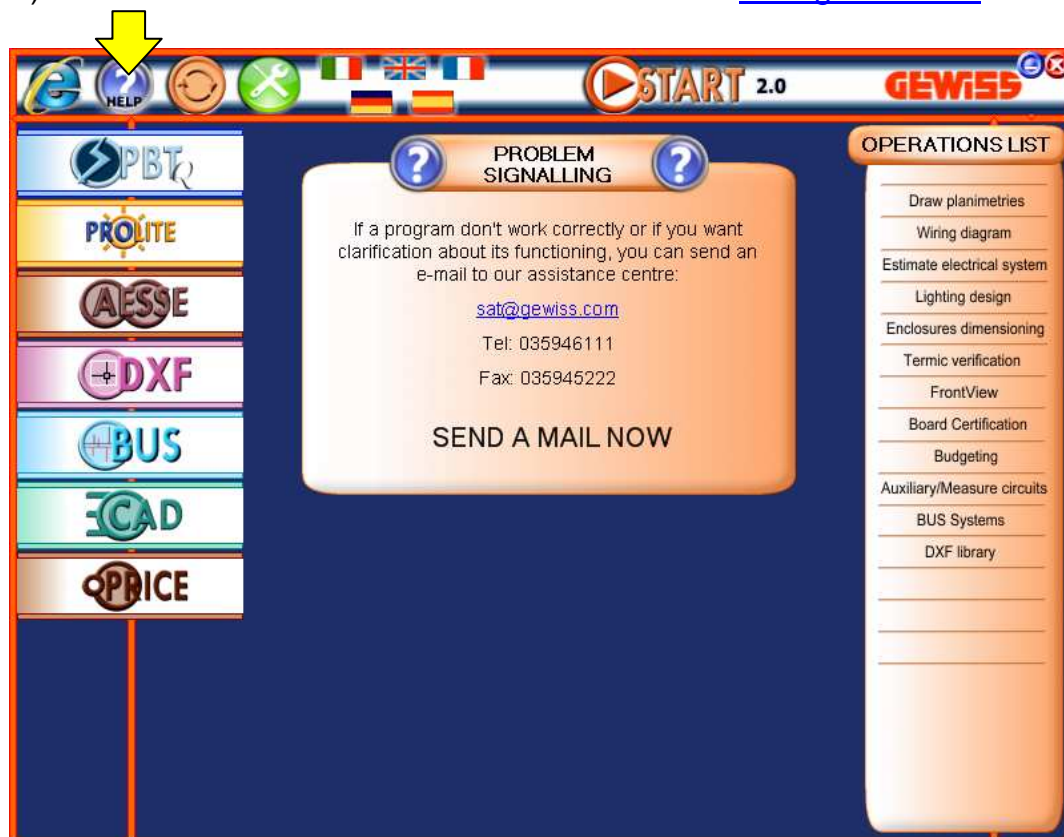 HELP
START 2.0
GEWISS
PBTQ
PROLITE
AESSE
DXF
BUS
CAD
PRICE
PROBLEM
SIGNALLING
If a program don't work correctly or if you want
clarification about its functioning, you can send an
e-mail to our assistance centre:
sat@gewiss.com
Tel: 035946111
Fax: 035945222
SEND A MAIL NOW
OPERATIONS LIST
Draw planimetries
Wiring diagram
Estimate electrical system
Lighting design
Enclosures dimensioning
Termic verification
FrontView
Board Certification
Budgeting
Auxiliary/Measure circuits
BUS Systems
DXF library